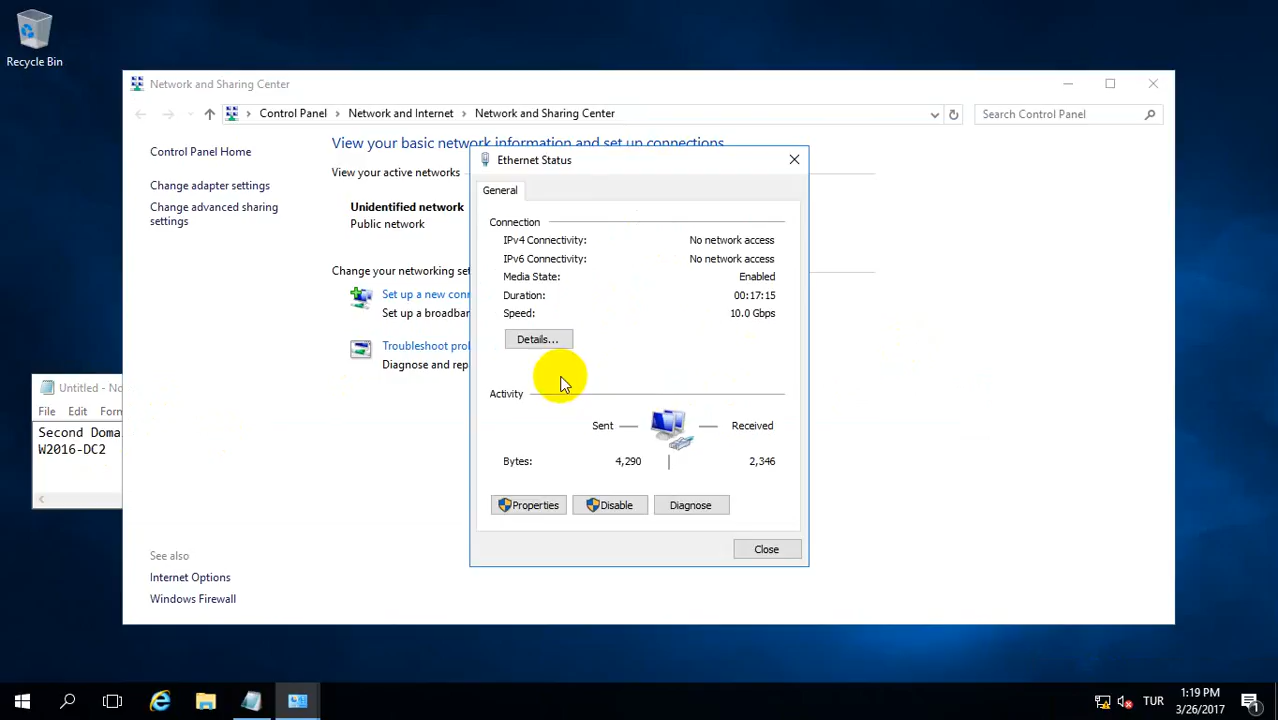 Recycle Bin
Network and Sharing Center
Control Panel
Network and Internet
Network and Sharing Center
Search Control Panel
Control Panel Home
Change adapter settings
Change advanced sharing
settings
See also
Internet Options
Windows Firewall
View your basic network information and set up connections
View your active networks
Unidentified network
Public network
Change your networking set
Set up a new conn
Set up a broadbar
Troubleshoot prol
Diagnose and rep
Ethernet Status
General
Connection
IPv4 Connectivity: No network access
IPv6 Connectivity: No network access
Media State: Enabled
Duration: 00:17:15
Speed: 10.0 Gbps
Details...
Activity
Sent Received
Bytes: 4,290 2,346
Properties Disable Diagnose
Close
Untitled - No
File Edit Form
Second Doma
W2016-DC2
TUR
1:19 PM
3/26/2017
1